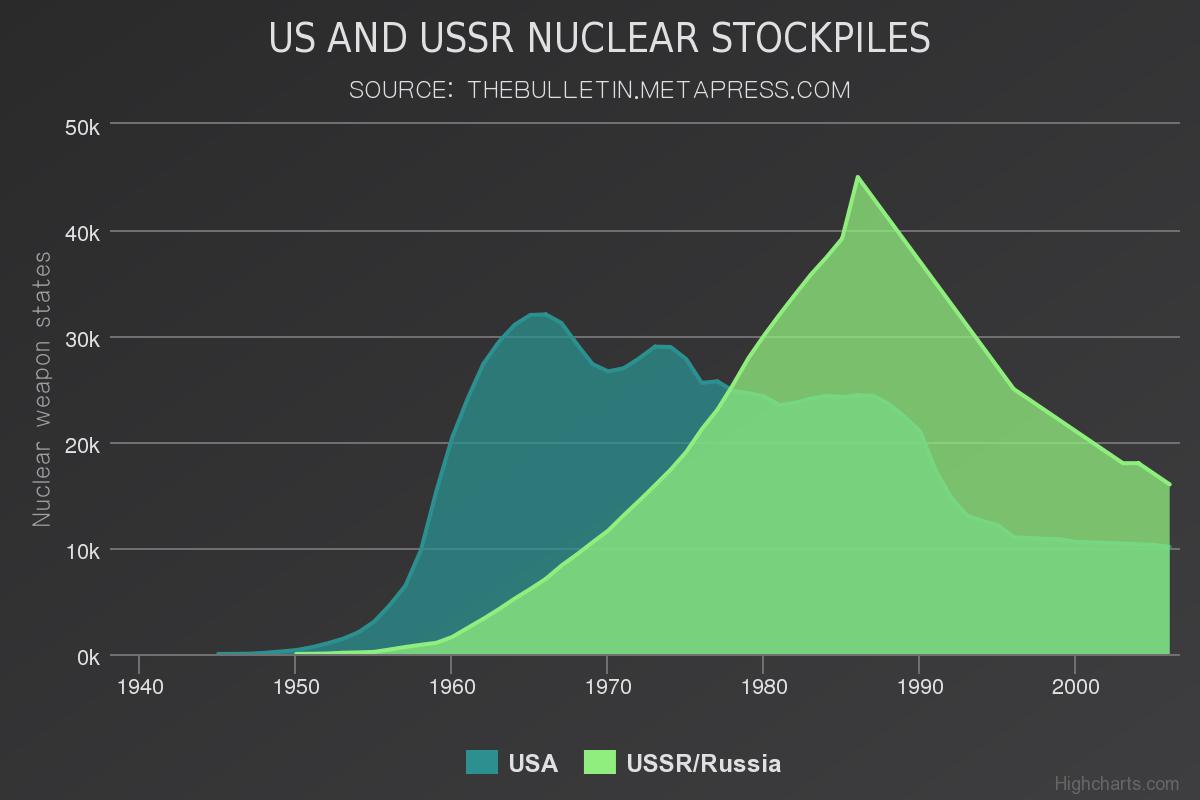 US AND USSR NUCLEAR STOCKPILES
SOURCE: THEBULLETIN.METAPRESS.COM
Nuclear weapon states
50k
40k
30k
20k
10k
0k
1940 1950 1960 1970 1980 1990 2000
USA USSR/Russia
Highcharts.com